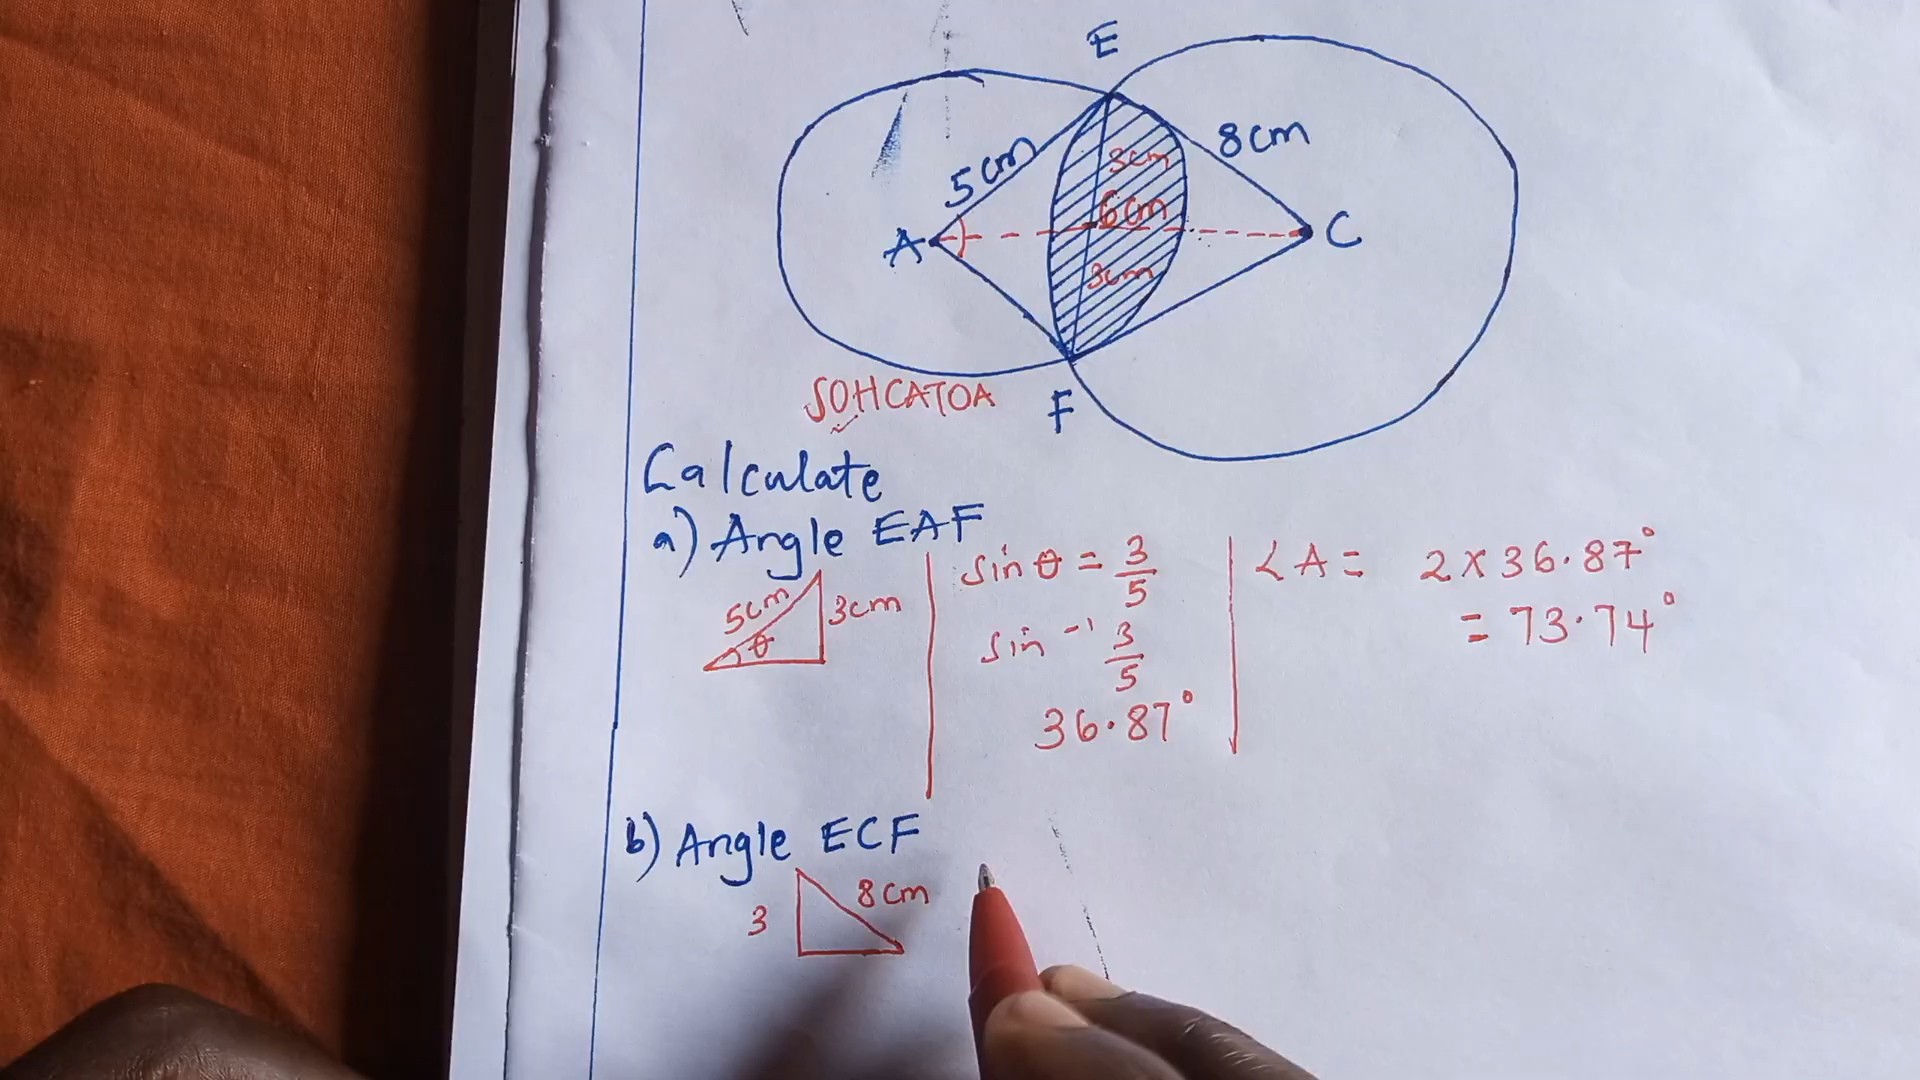 E
5cm
8cm
3cm
6cm
A
C
3cm
SOHCATOA
F
Calculate
a) Angle EAF
5cm
3cm
θ
sin θ = 3/5
sin⁻¹ 3/5
36.87°
∠A = 2 x 36.87°
= 73.74°
b) Angle ECF
3
8cm